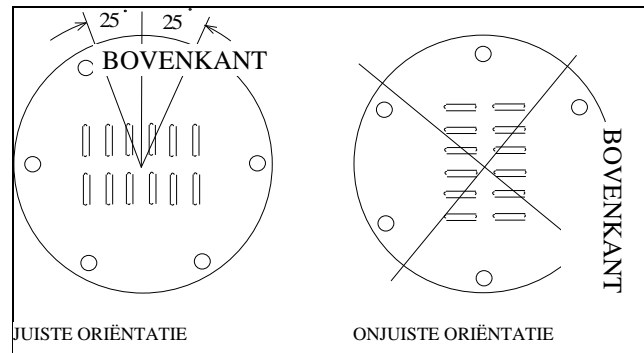 25° 25°
BOVENKANT
BOVENKANT
JUISTE ORIËNTATIE
ONJUISTE ORIËNTATIE